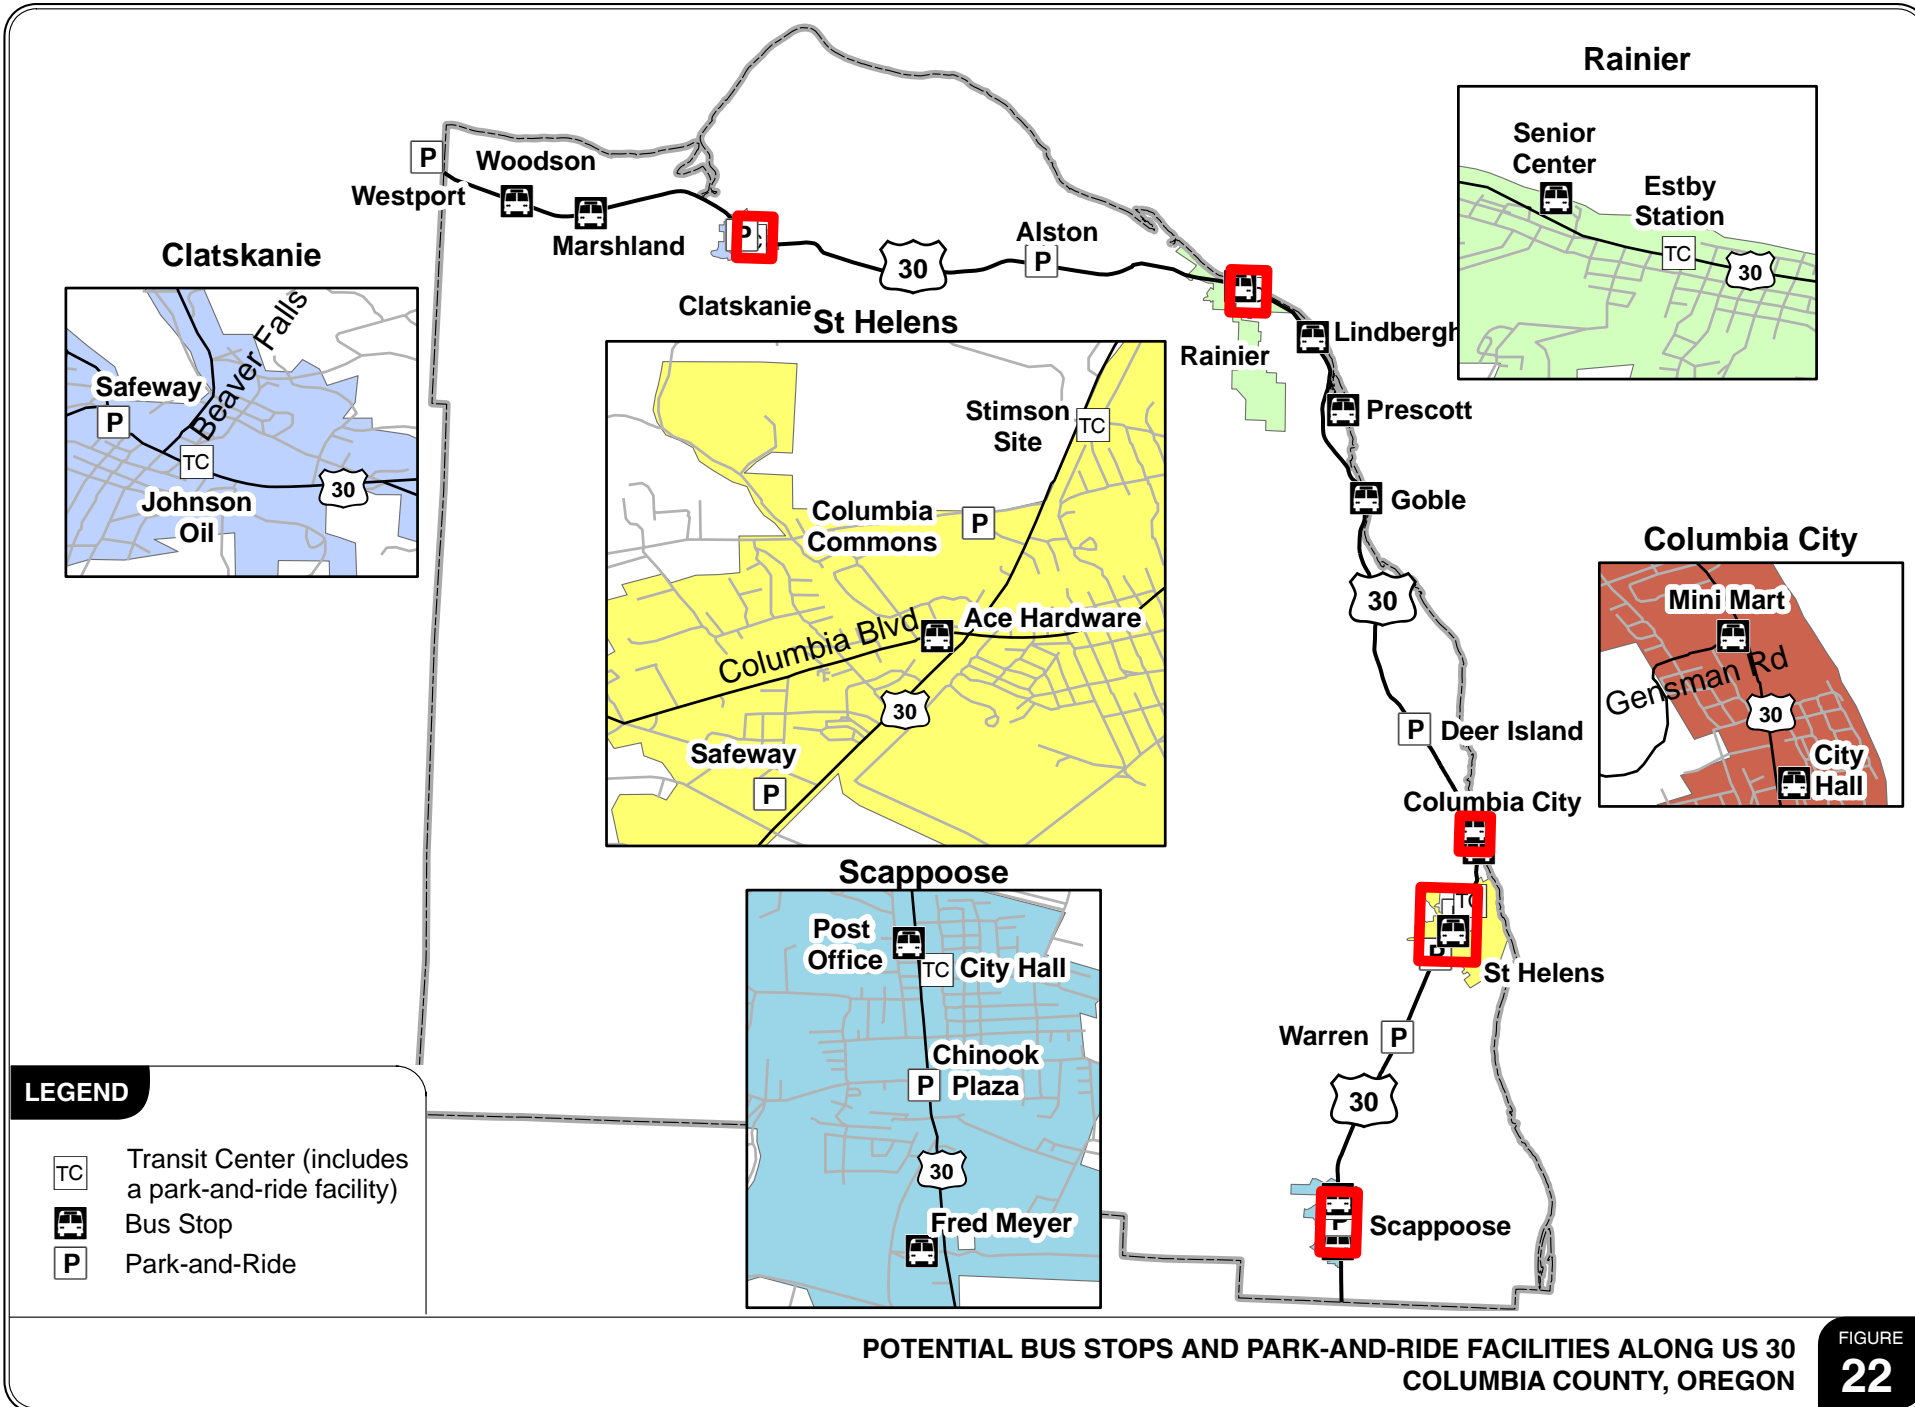 Rainier
Senior
Center
Estby
Station
TC
30
P
Woodson
Westport
Marshland
P
Alston
P
30
Clatskanie
Rainier
Lindbergh
Prescott
Goble
30
P
Deer Island
Columbia City
TC
St Helens
Warren
P
30
Scappoose
Clatskanie
Beaver Falls
Safeway
P
TC
30
Johnson
Oil
St Helens
Stimson
Site
TC
Columbia
Commons
P
Ace Hardware
Columbia Blvd
30
Safeway
P
Columbia City
Mini Mart
Gensman Rd
30
City
Hall
Scappoose
Post
Office
TC
City Hall
Chinook
Plaza
P
30
Fred Meyer
LEGEND
TC
Transit Center (includes
a park-and-ride facility)
Bus Stop
P
Park-and-Ride
POTENTIAL BUS STOPS AND PARK-AND-RIDE FACILITIES ALONG US 30
COLUMBIA COUNTY, OREGON
FIGURE
22